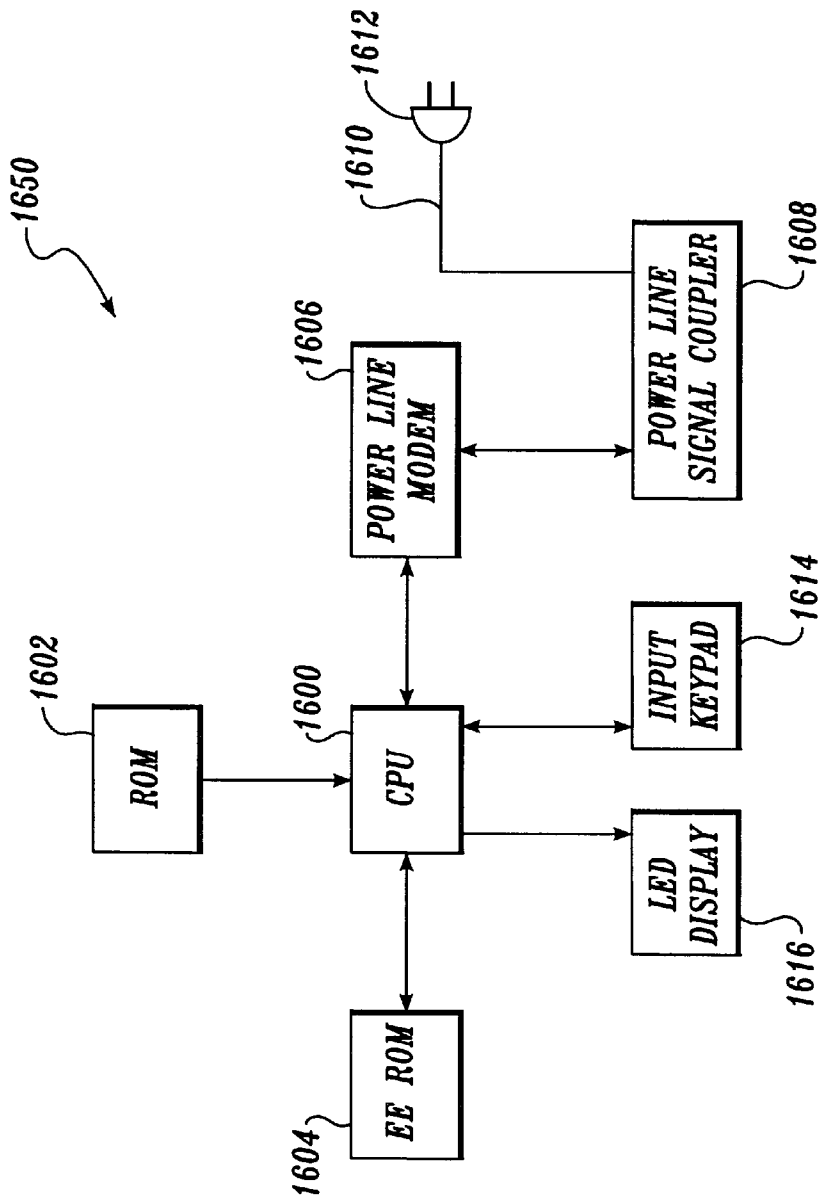 1650
1602
ROM
1604
EE ROM
1600
CPU
1606
POWER LINE
MODEM
1612
1610
1616
LED
DISPLAY
1614
INPUT
KEYPAD
1608
POWER LINE
SIGNAL COUPLER